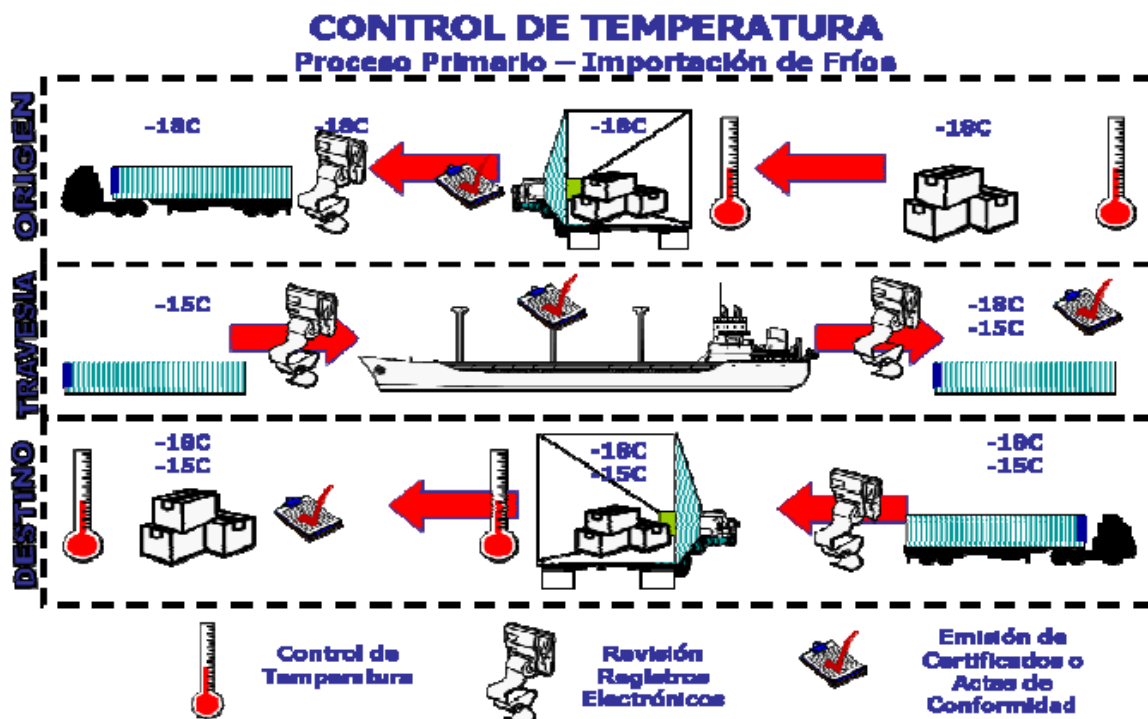 CONTROL DE TEMPERATURA
Proceso Primario – Importación de Fríos
ORIGEN
-18C
-18C
-18C
-18C
TRAVESIA
-15C
-18C
-15C
DESTINO
-18C
-15C
-18C
-15C
-18C
-15C
Control de
Temperatura
Revisión
Registros
Electrónicos
Emisión de
Certificados o
Actas de
Conformidad